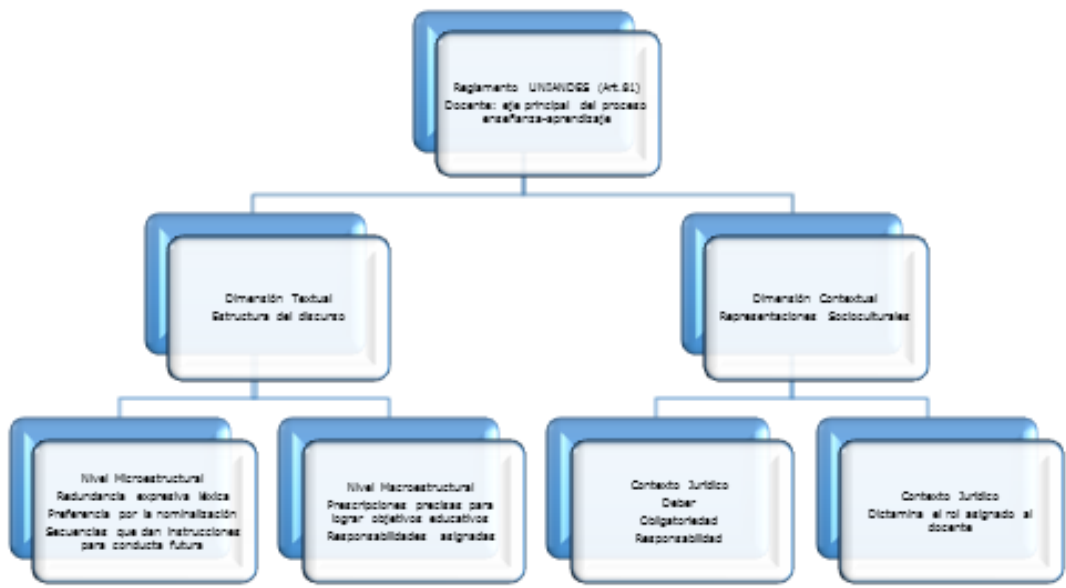 Reglamento UNIANDES (Art.81)
Docente: eje principal del proceso
enseñanza-aprendizaje
Dimensión Textual
Estructura del discurso
Dimensión Contextual
Representaciones Socioculturales
Nivel Microestructural
Redundancia expresiva léxica
Preferencia por la nominalización
Secuencias que dan instrucciones
para conducta futura
Nivel Macroestructural
Prescripciones precisas para
lograr objetivos educativos
Responsabilidades asignadas
Contexto Jurídico
Deber
Obligatoriedad
Responsabilidad
Contexto Jurídico
Dictamina el rol asignado al
docente